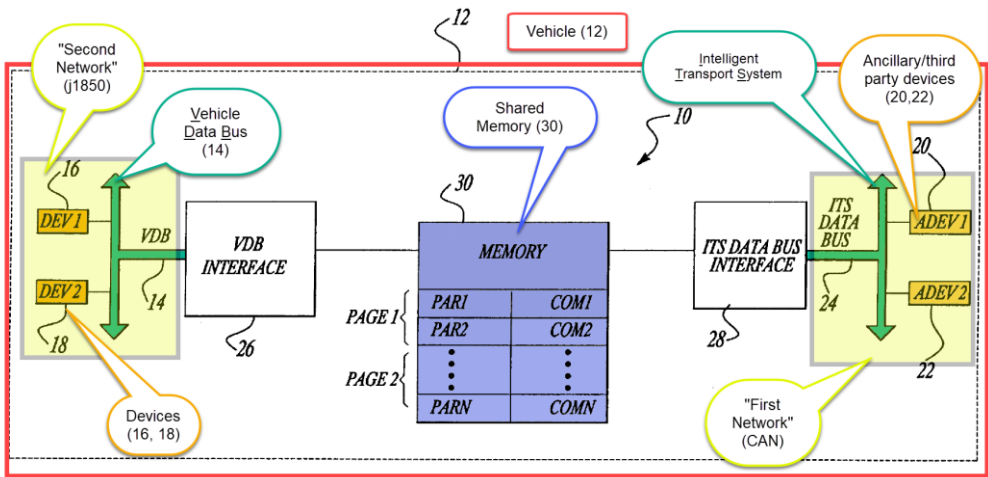 12
Vehicle (12)
"Second
Network"
(j1850)
Vehicle
Data Bus
(14)
Shared
Memory (30)
Intelligent
Transport System
Ancillary/third
party devices
(20,22)
10
16
DEV 1
VDB
14
DEV 2
18
VDB
INTERFACE
26
30
MEMORY
PAGE 1
PAR1 COM1
PAR2 COM2
PAGE 2
PARN COMN
ITS DATA BUS
INTERFACE
28
ITS
DATA
BUS
24
20
ADEV 1
ADEV 2
22
Devices
(16, 18)
"First
Network"
(CAN)